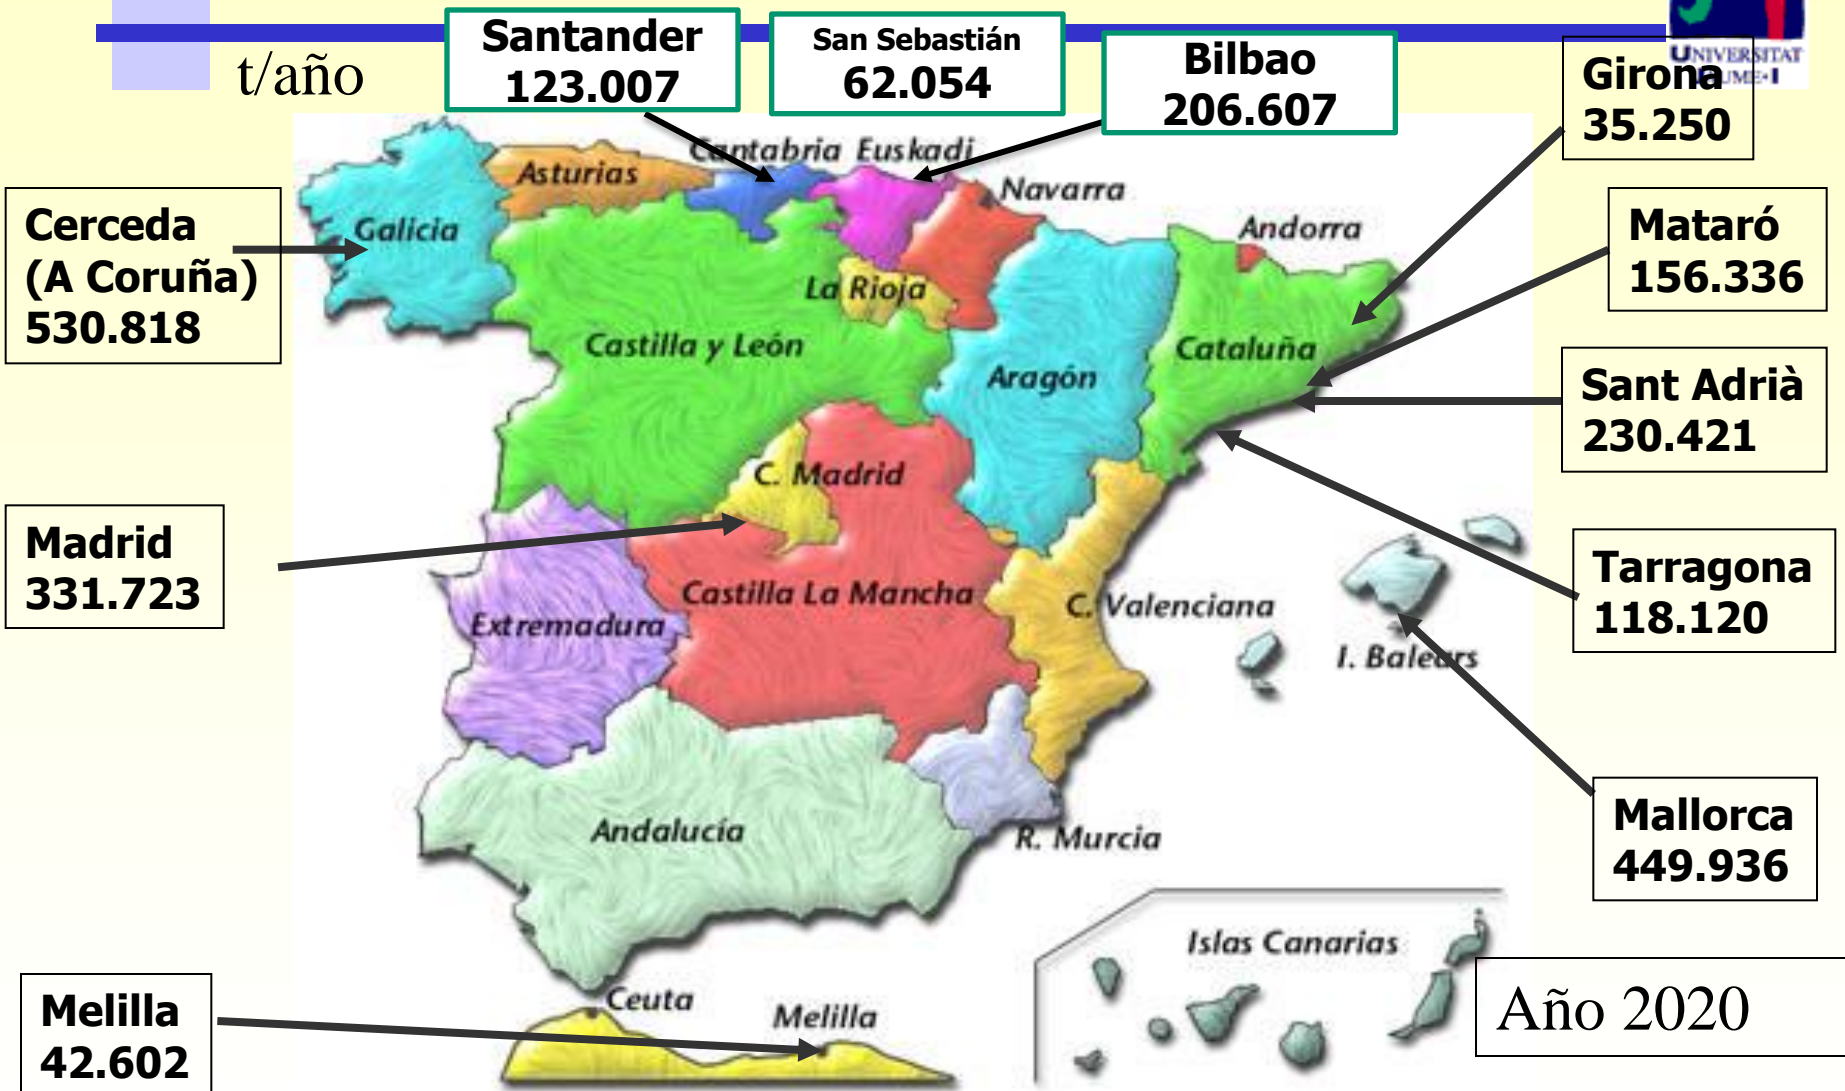 t/año
Santander
123.007
San Sebastián
62.054
Bilbao
206.607
UNIVERSITAT
JAUME·I
Girona
35.250
Cerceda
(A Coruña)
530.818
Mataró
156.336
Sant Adrià
230.421
Madrid
331.723
Tarragona
118.120
Mallorca
449.936
Melilla
42.602
Cantabria
Euskadi
Asturias
Navarra
Galicia
Andorra
La Rioja
Castilla y León
Cataluña
Aragón
C. Madrid
Castilla La Mancha
C. Valenciana
Extremadura
I. Balears
Andalucía
R. Murcia
Islas Canarias
Ceuta
Melilla
Año 2020